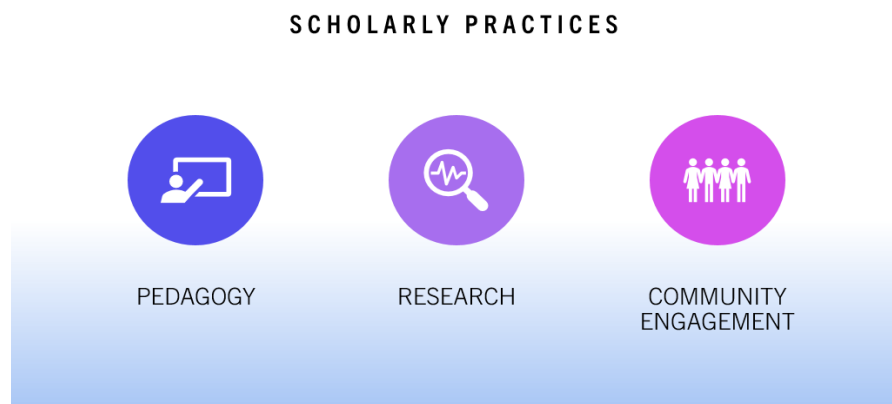 SCHOLARLY PRACTICES
PEDAGOGY
RESEARCH
COMMUNITY
ENGAGEMENT